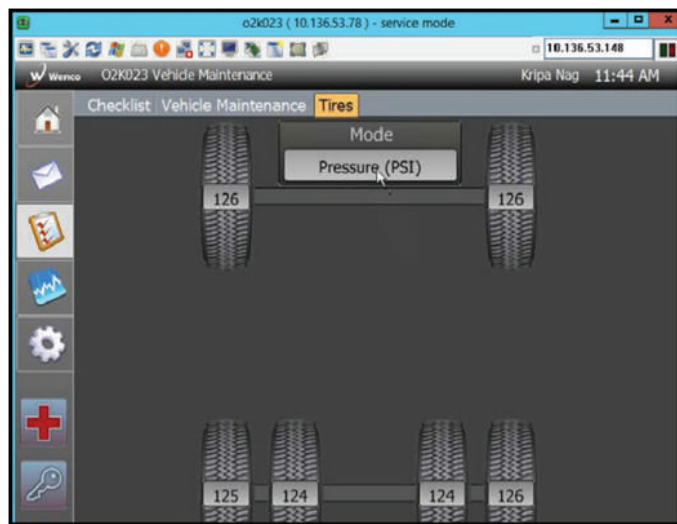 o2k023 ( 10.136.53.78 ) - service mode
10.136.53.148
Wenco O2K023 Vehicle Maintenance Kripa Nag 11:44 AM
Checklist Vehicle Maintenance Tires
Mode
Pressure (PSI)
126 126
125 124 124 126